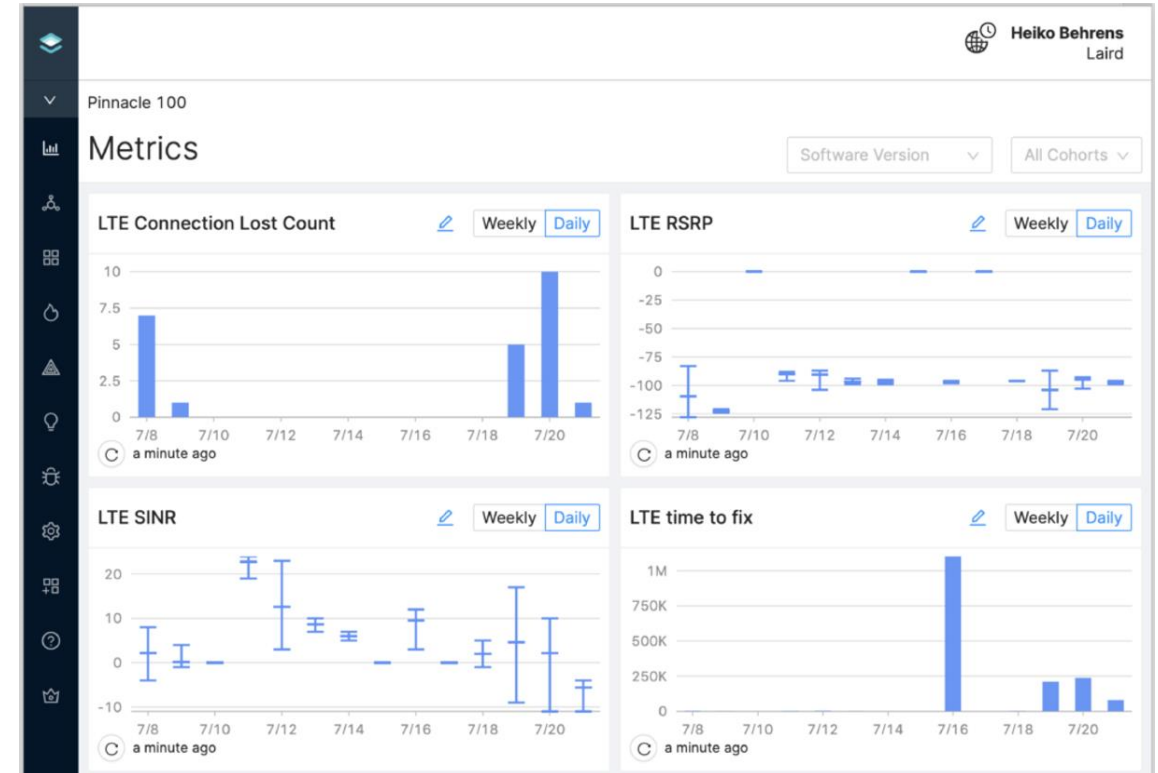 Heiko Behrens
Laird
Pinnacle 100
Metrics
Software Version
All Cohorts
LTE Connection Lost Count
Weekly Daily
10
7.5
5
2.5
0
7/8 7/10 7/12 7/14 7/16 7/18 7/20
a minute ago
LTE RSRP
Weekly Daily
0
-25
-50
-75
-100
-125
7/8 7/10 7/12 7/14 7/16 7/18 7/20
a minute ago
LTE SINR
Weekly Daily
20
10
0
-10
7/8 7/10 7/12 7/14 7/16 7/18 7/20
a minute ago
LTE time to fix
Weekly Daily
1M
750K
500K
250K
0
7/8 7/10 7/12 7/14 7/16 7/18 7/20
a minute ago